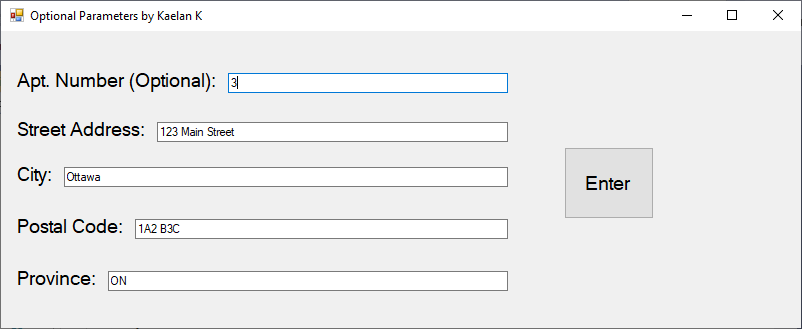 Optional Parameters by Kaelan K
Apt. Number (Optional): 3
Street Address: 123 Main Street
City: Ottawa
Enter
Postal Code: 1A2 B3C
Province: ON